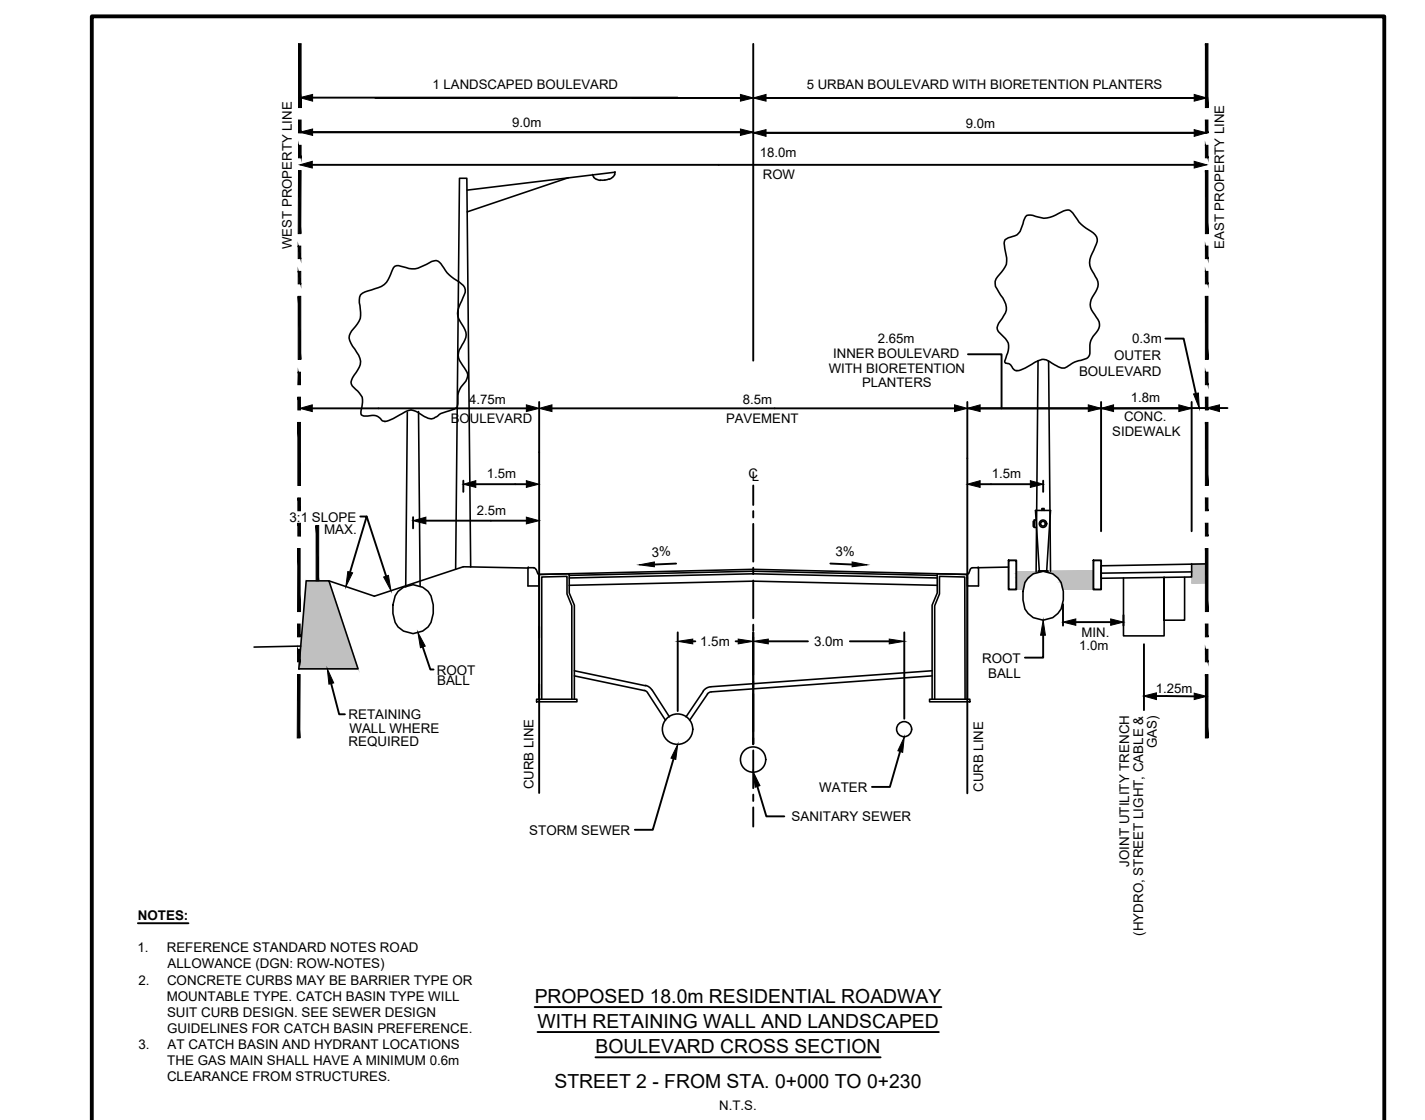 1 LANDSCAPED BOULEVARD
5 URBAN BOULEVARD WITH BIORETENTION PLANTERS
9.0m
9.0m
18.0m
ROW
WEST PROPERTY LINE
EAST PROPERTY LINE
2.65m
INNER BOULEVARD
WITH BIORETENTION
PLANTERS
0.3m
OUTER
BOULEVARD
4.75m
BOULEVARD
8.5m
PAVEMENT
1.8m
CONC.
SIDEWALK
1.5m
2.5m
℄
1.5m
3:1 SLOPE
MAX.
3%
3%
1.5m
3.0m
MIN.
1.0m
ROOT
BALL
ROOT
BALL
1.25m
RETAINING
WALL WHERE
REQUIRED
CURB LINE
CURB LINE
WATER
SANITARY SEWER
STORM SEWER
JOINT UTILITY TRENCH
(HYDRO, STREET LIGHT, CABLE &
GAS)
NOTES:
1. REFERENCE STANDARD NOTES ROAD
ALLOWANCE (DGN: ROW-NOTES)
2. CONCRETE CURBS MAY BE BARRIER TYPE OR
MOUNTABLE TYPE. CATCH BASIN TYPE WILL
SUIT CURB DESIGN. SEE SEWER DESIGN
GUIDELINES FOR CATCH BASIN PREFERENCE.
3. AT CATCH BASIN AND HYDRANT LOCATIONS
THE GAS MAIN SHALL HAVE A MINIMUM 0.6m
CLEARANCE FROM STRUCTURES.
PROPOSED 18.0m RESIDENTIAL ROADWAY
WITH RETAINING WALL AND LANDSCAPED
BOULEVARD CROSS SECTION
STREET 2 - FROM STA. 0+000 TO 0+230
N.T.S.